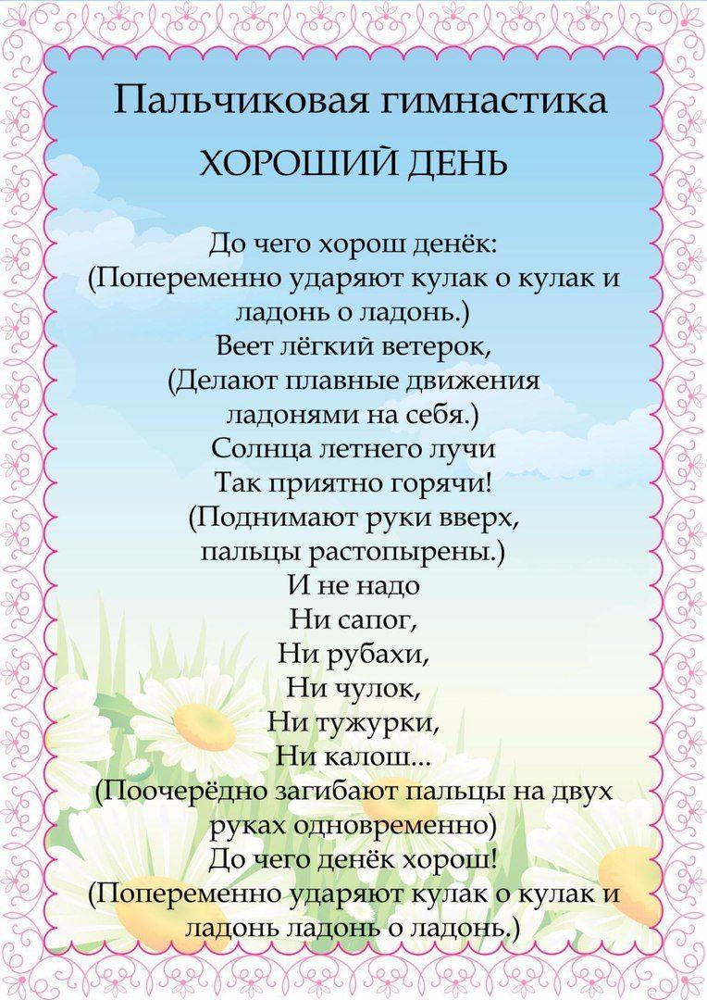 Пальчиковая гимнастика
ХОРОШИЙ ДЕНЬ
До чего хорош денёк:
(Попеременно ударяют кулак о кулак и
ладонь о ладонь.)
Веет лёгкий ветерок,
(Делают плавные движения
ладонями на себя.)
Солнца летнего лучи
Так приятно горячи!
(Поднимают руки вверх,
пальцы растопырены.)
И не надо
Ни сапог,
Ни рубахи,
Ни чулок,
Ни тужурки,
Ни калош...
(Поочерёдно загибают пальцы на двух
руках одновременно)
До чего денёк хорош!
(Попеременно ударяют кулак о кулак и
ладонь ладонь о ладонь.)